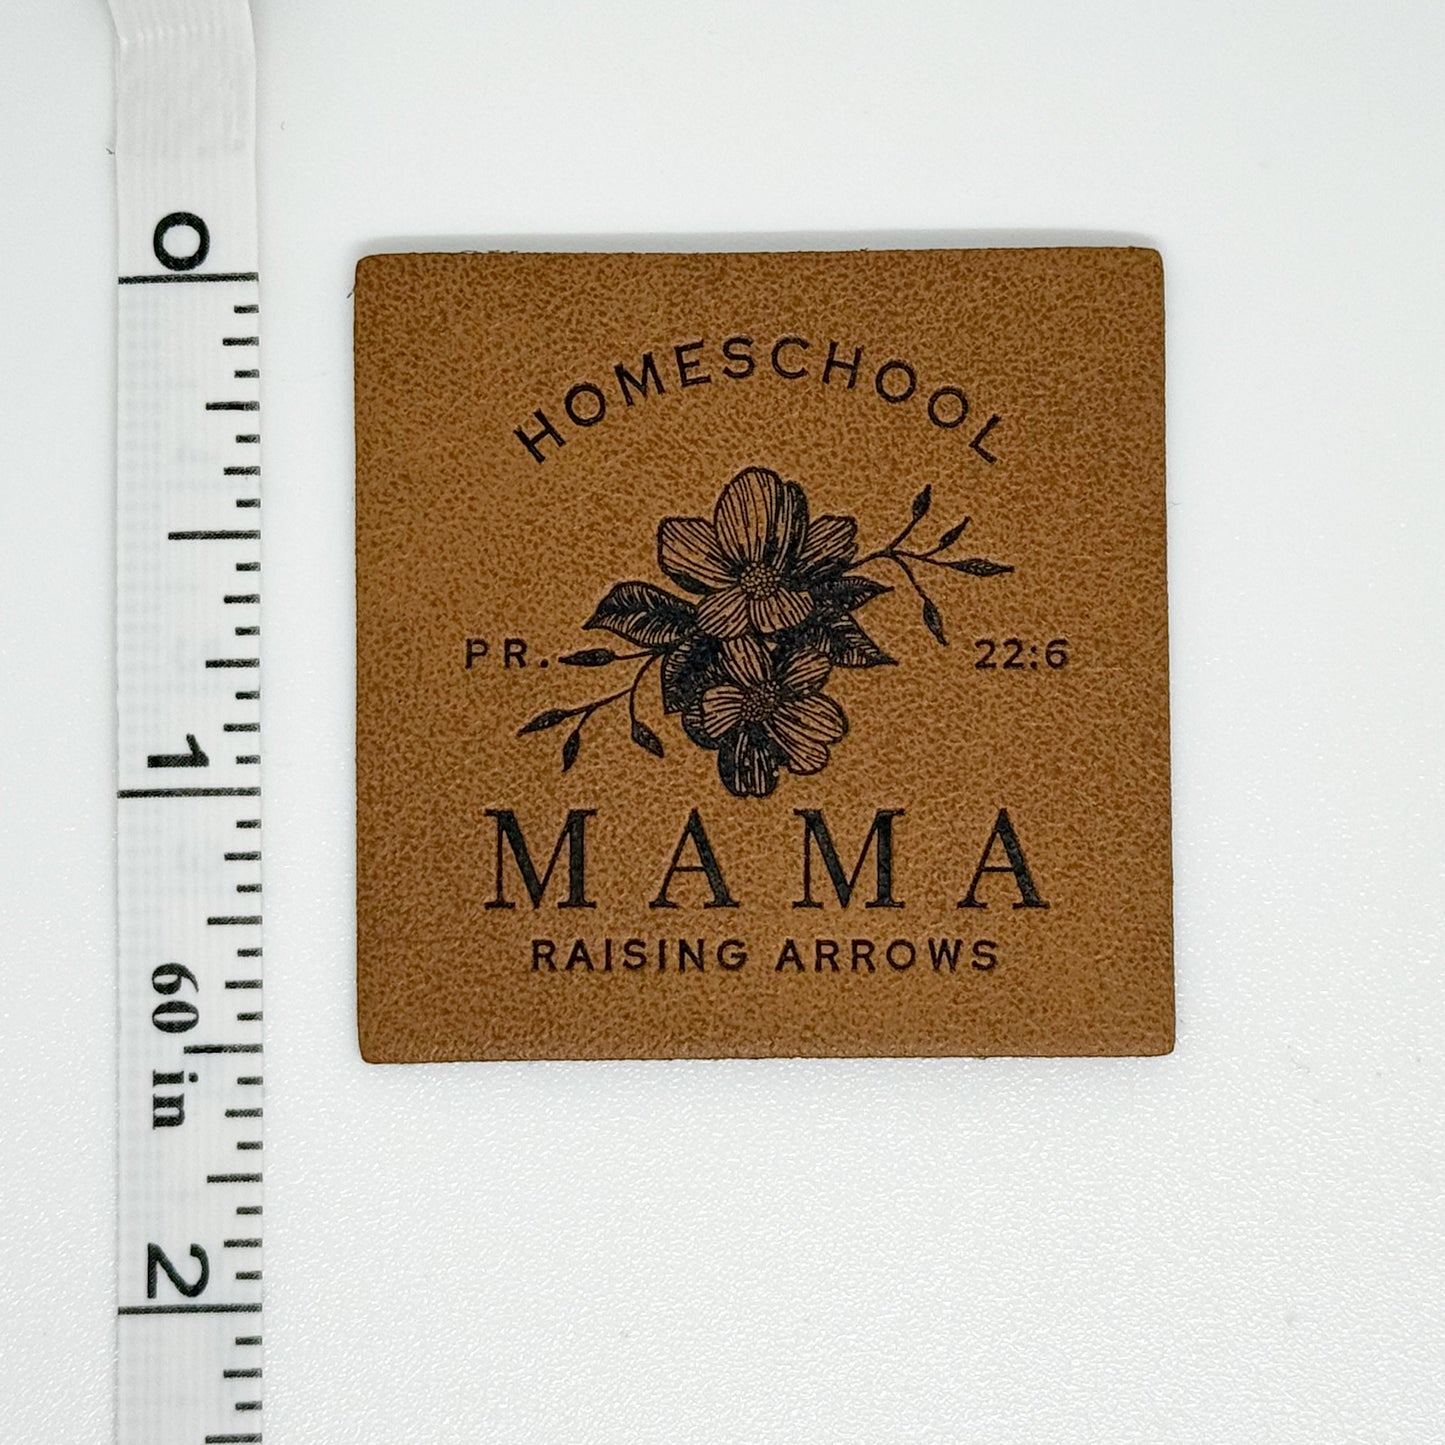 0
1
60 in
2
HOMESCHOOL
PR. 22:6
MAMA
RAISING ARROWS